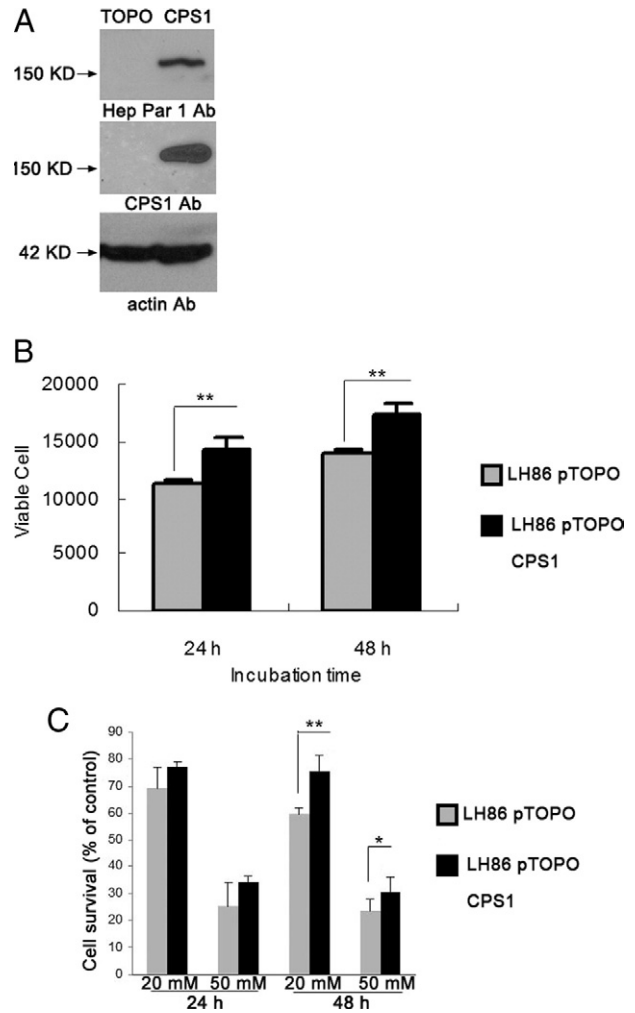 A
TOPO CPS1
150 KD
Hep Par 1 Ab
150 KD
CPS1 Ab
42 KD
actin Ab
B
**
**
20000
15000
10000
5000
0
Viable Cell
24 h
48 h
Incubation time
LH86 pTOPO
LH86 pTOPO
CPS1
C
90
80
70
60
50
40
30
20
10
0
Cell survival (% of control)
**
*
20 mM 50 mM 20 mM 50 mM
24 h 48 h
LH86 pTOPO
LH86 pTOPO
CPS1